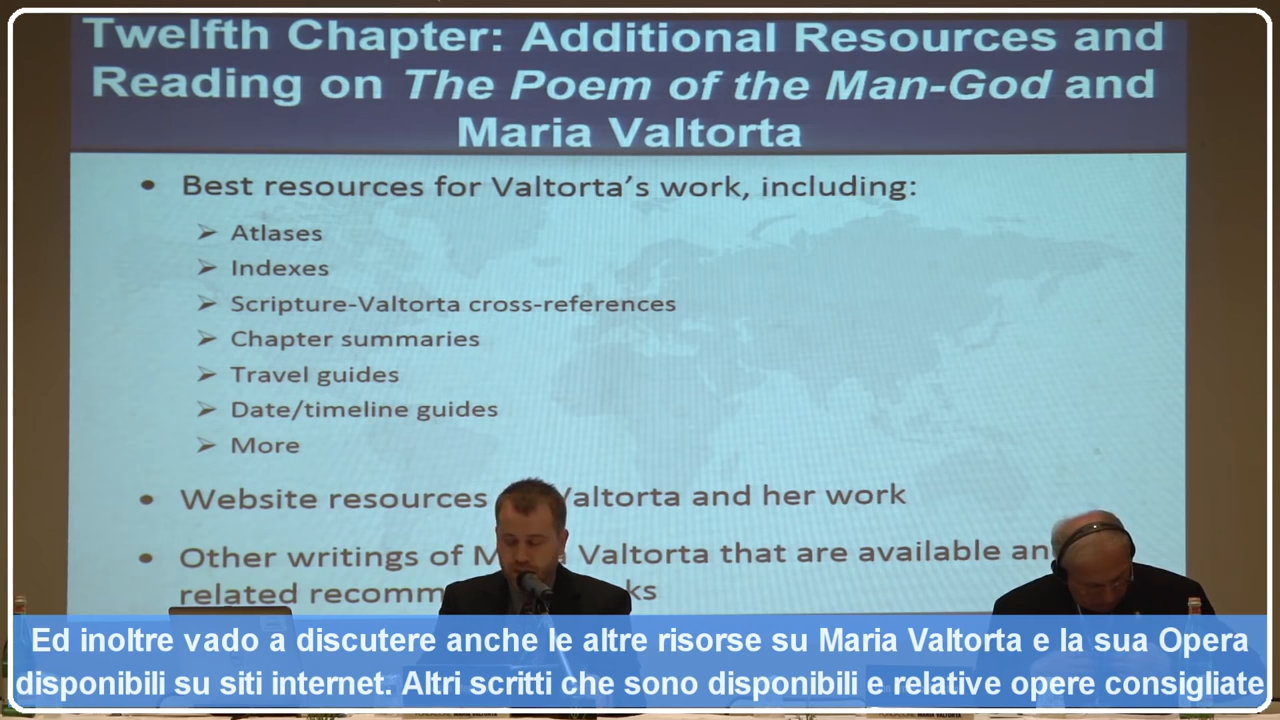 Twelfth Chapter: Additional Resources and
Reading on The Poem of the Man-God and
Maria Valtorta
• Best resources for Valtorta's work, including:
➢ Atlases
➢ Indexes
➢ Scripture-Valtorta cross-references
➢ Chapter summaries
➢ Travel guides
➢ Date/timeline guides
➢ More
• Website resources Valtorta and her work
• Other writings of Valtorta that are available
related
Ed inoltre vado a discutere anche le altre risorse su Maria Valtorta e la sua Opera
disponibili su siti internet. Altri scritti che sono disponibili e relative opere consigliate